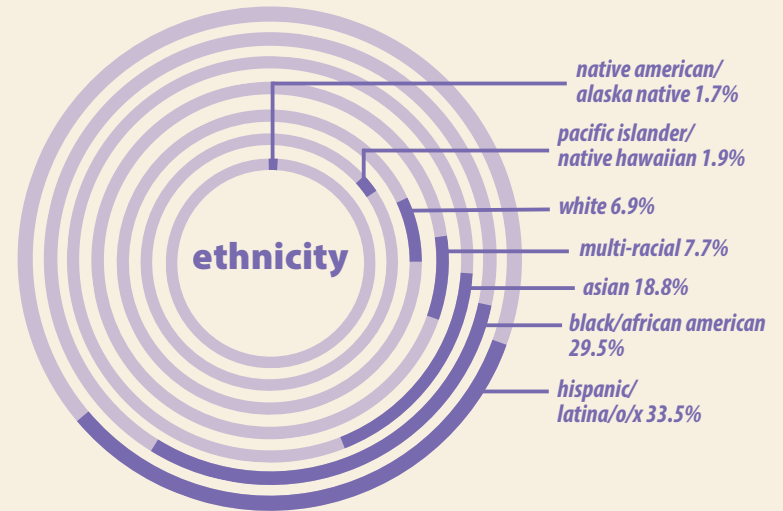 native american/
alaska native 1.7%
pacific islander/
native hawaiian 1.9%
white 6.9%
ethnicity
multi-racial 7.7%
asian 18.8%
black/african american
29.5%
hispanic/
latina/o/x 33.5%